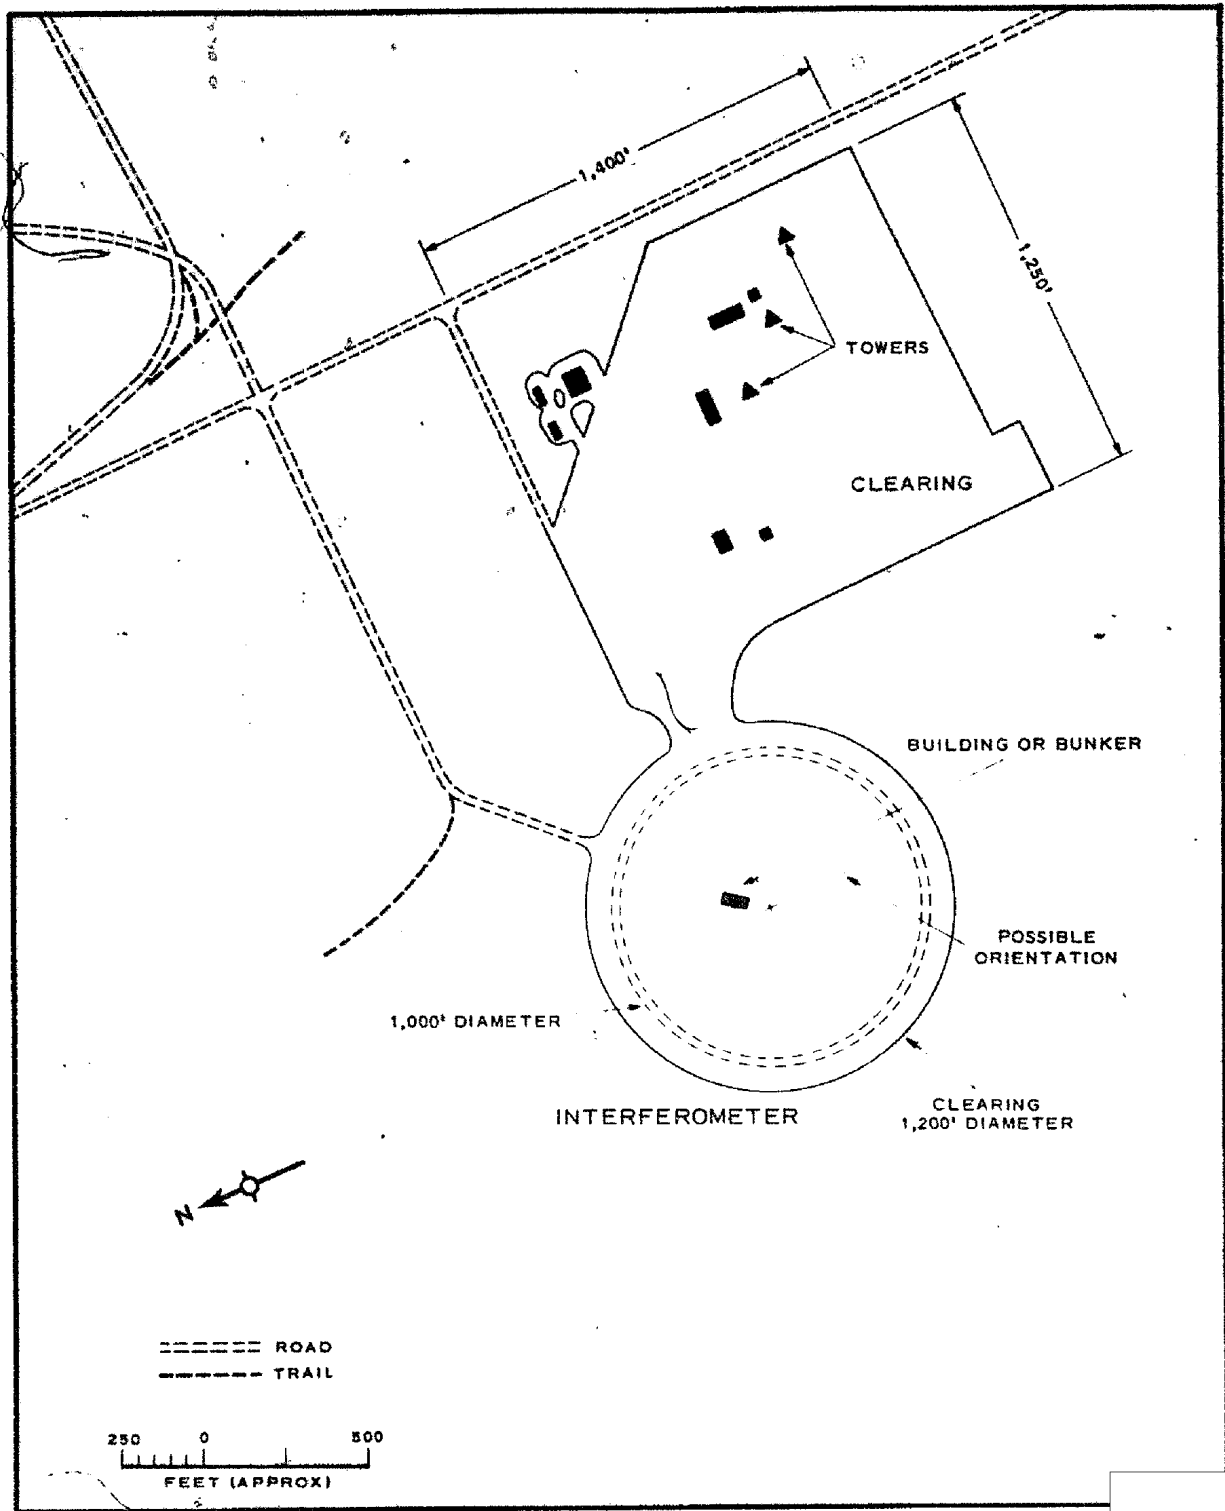 1,400'
1,250'
TOWERS
CLEARING
BUILDING OR BUNKER
POSSIBLE
ORIENTATION
1,000' DIAMETER
INTERFEROMETER
CLEARING
1,200' DIAMETER
N
ROAD
TRAIL
250 0 500
FEET (APPROX)